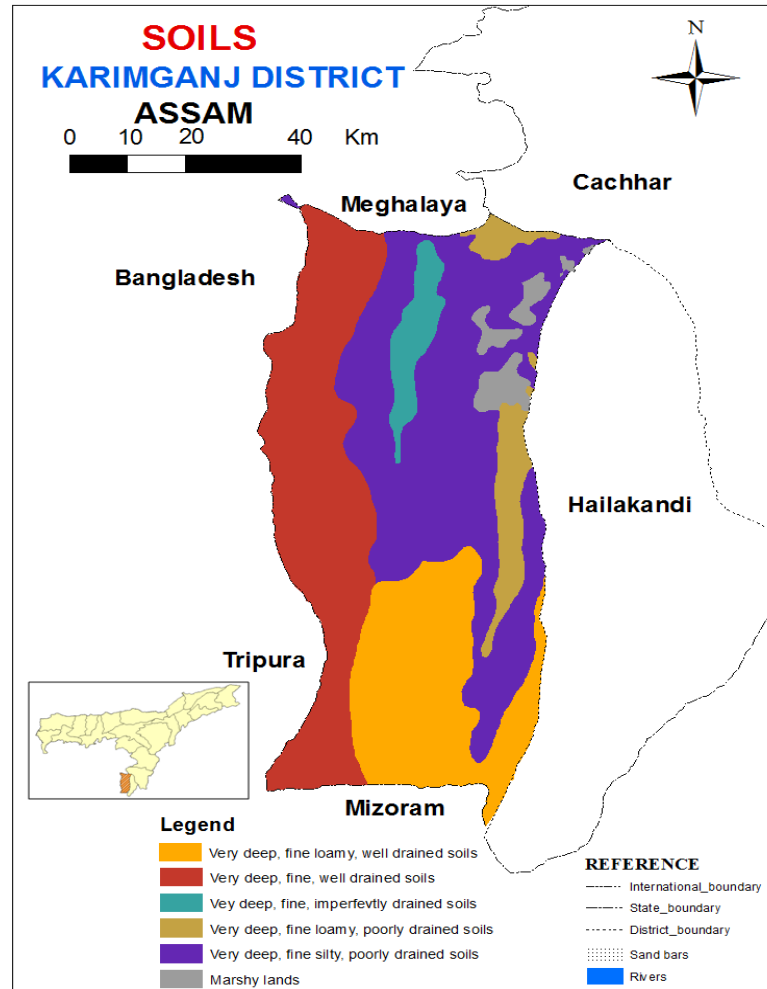 SOILS
KARIMGANJ DISTRICT
ASSAM
0 10 20 40 Km
N
Cachhar
Meghalaya
Bangladesh
Hailakandi
Tripura
Mizoram
Legend
Very deep, fine loamy, well drained soils
Very deep, fine, well drained soils
Vey deep, fine, imperfevtly drained soils
Very deep, fine loamy, poorly drained soils
Very deep, fine silty, poorly drained soils
Marshy lands
REFERENCE
International_boundary
State_boundary
District_boundary
Sand bars
Rivers